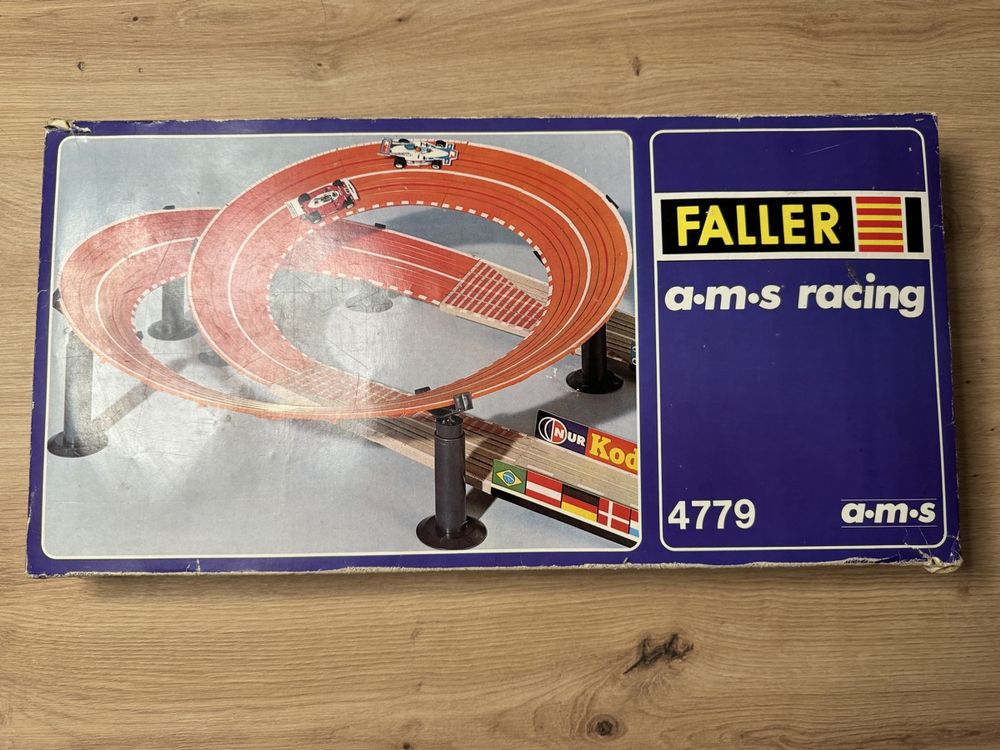 FALLER
a·m·s racing
NUR
Kod
4779
a·m·s